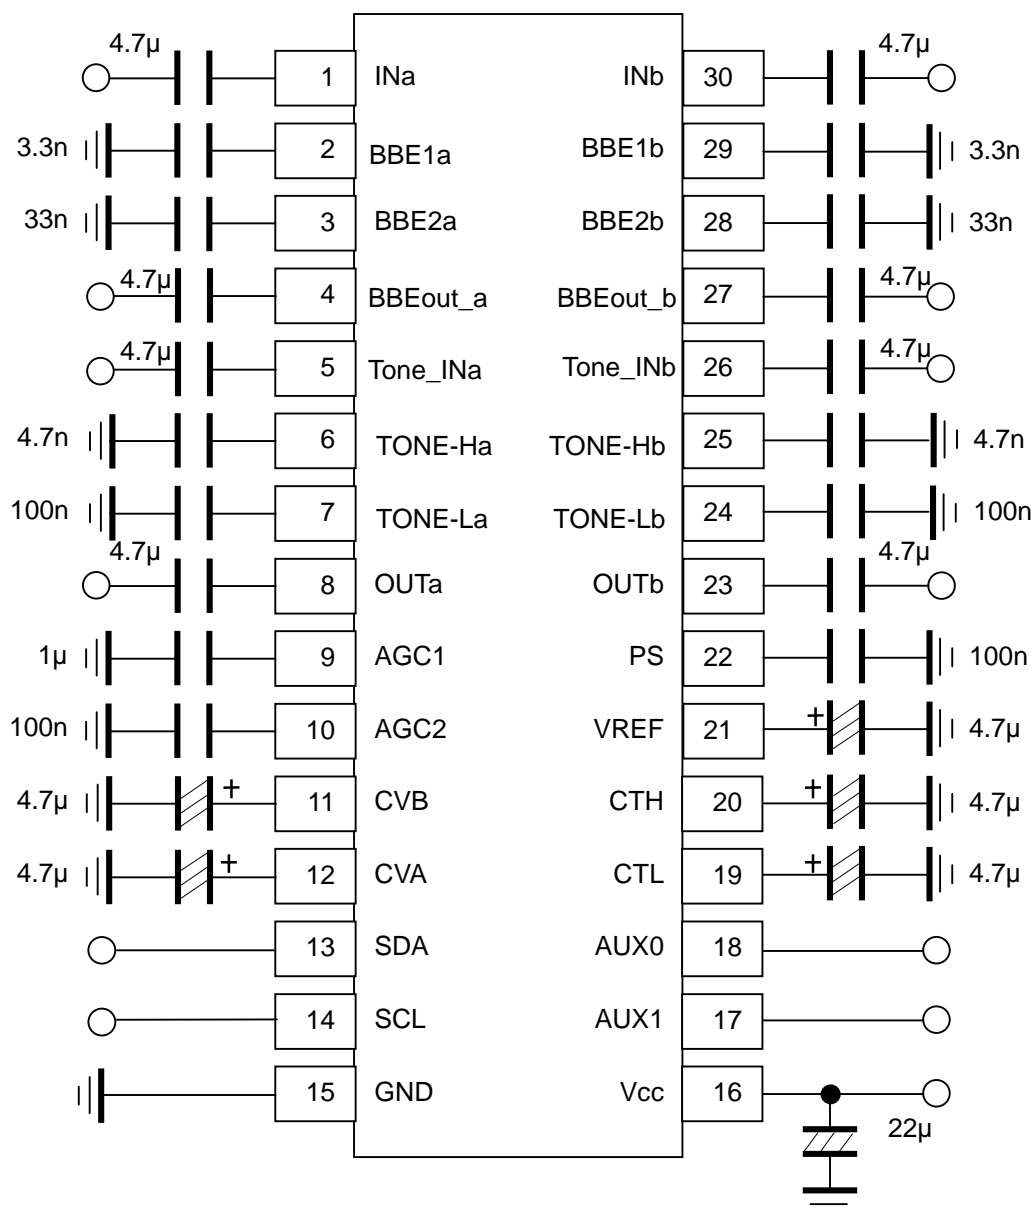 4.7µ 1 INa INb 30 4.7µ
3.3n 2 BBE1a BBE1b 29 3.3n
33n 3 BBE2a BBE2b 28 33n
4.7µ 4 BBEout_a BBEout_b 27 4.7µ
4.7µ 5 Tone_INa Tone_INb 26 4.7µ
4.7n 6 TONE-Ha TONE-Hb 25 4.7n
100n 7 TONE-La TONE-Lb 24 100n
4.7µ 8 OUTa OUTb 23 4.7µ
1µ 9 AGC1 PS 22 100n
100n 10 AGC2 VREF 21 + 4.7µ
4.7µ + 11 CVB CTH 20 + 4.7µ
4.7µ + 12 CVA CTL 19 + 4.7µ
13 SDA AUX0 18
14 SCL AUX1 17
15 GND Vcc 16
22µ